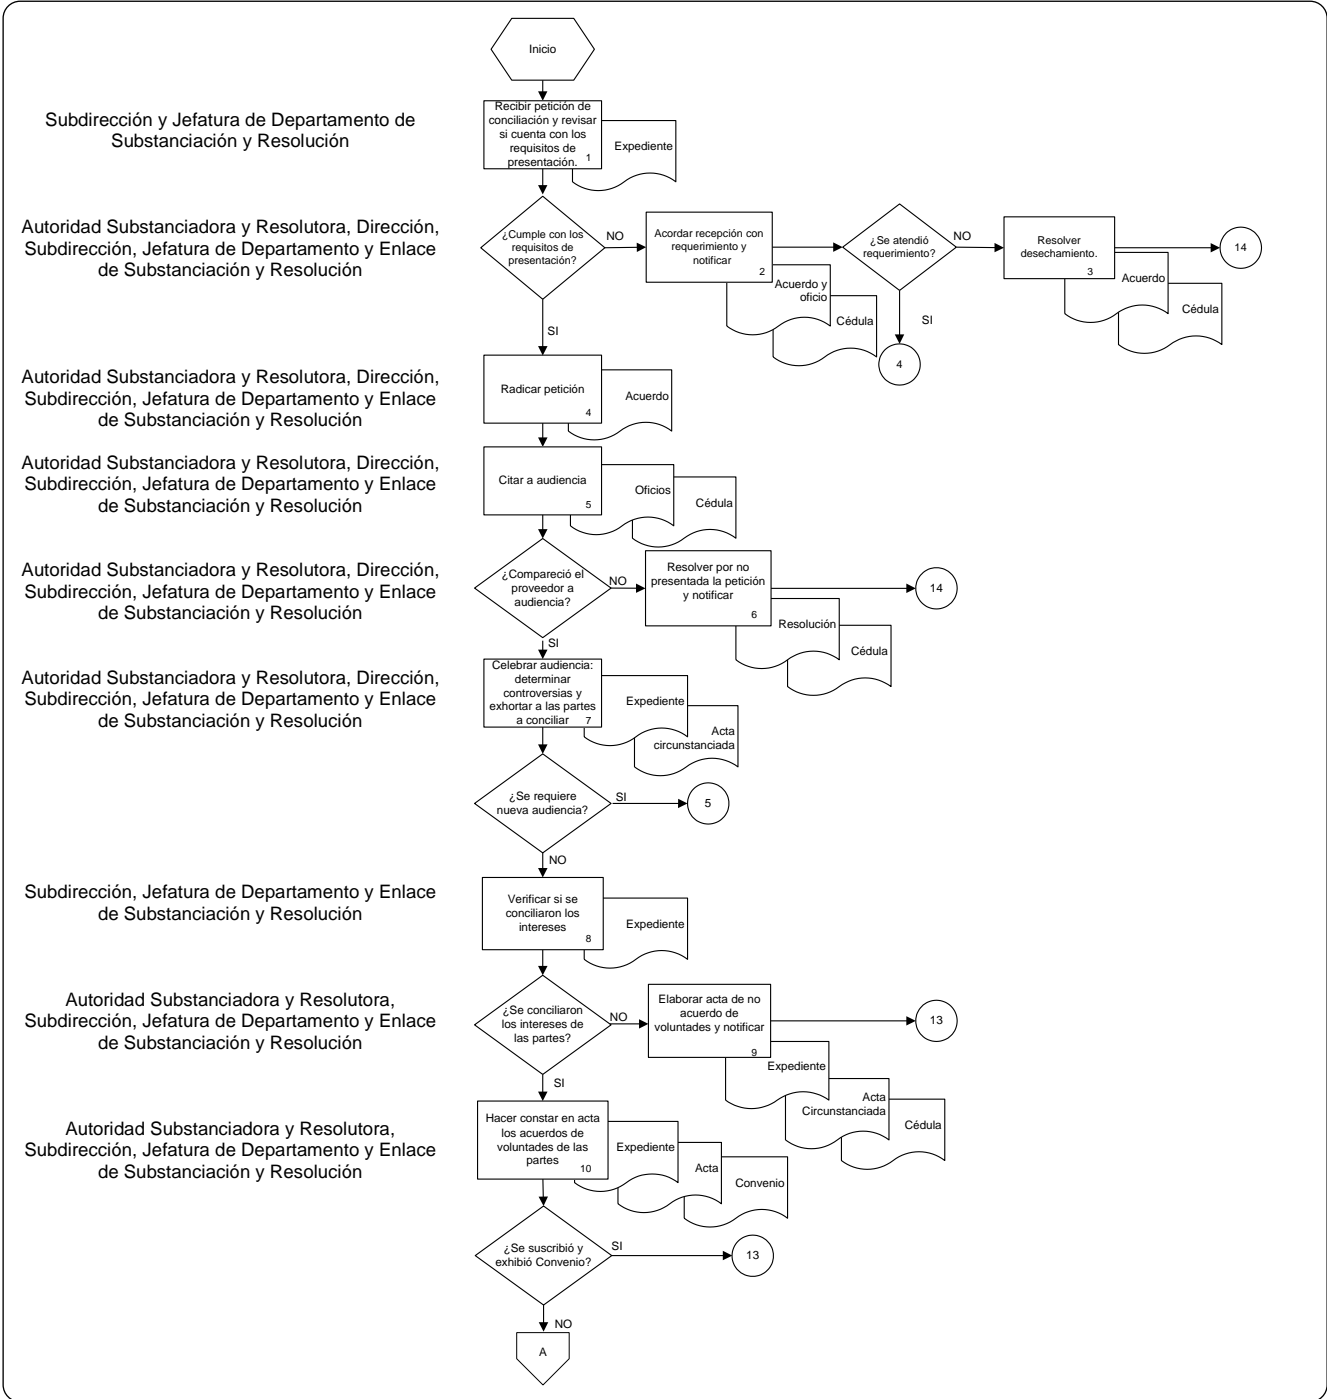 Inicio
Subdirección y Jefatura de Departamento de
Substanciación y Resolución
Recibir petición de
conciliación y revisar
si cuenta con los
requisitos de
presentación.
1
Expediente
Autoridad Substanciadora y Resolutora, Dirección,
Subdirección, Jefatura de Departamento y Enlace
de Substanciación y Resolución
¿Cumple con los
requisitos de
presentación?
NO
Acordar recepción con
requerimiento y
notificar
2
Acuerdo y
oficio
Cédula
¿Se atendió
requerimiento?
NO
Resolver
desechamiento.
3
Acuerdo
Cédula
14
SI
4
SI
Autoridad Substanciadora y Resolutora, Dirección,
Subdirección, Jefatura de Departamento y Enlace
de Substanciación y Resolución
Radicar petición
4
Acuerdo
Autoridad Substanciadora y Resolutora, Dirección,
Subdirección, Jefatura de Departamento y Enlace
de Substanciación y Resolución
Citar a audiencia
5
Oficios
Cédula
Autoridad Substanciadora y Resolutora, Dirección,
Subdirección, Jefatura de Departamento y Enlace
de Substanciación y Resolución
¿Compareció el
proveedor a
audiencia?
NO
Resolver por no
presentada la petición
y notificar
6
Resolución
Cédula
14
SI
Autoridad Substanciadora y Resolutora, Dirección,
Subdirección, Jefatura de Departamento y Enlace
de Substanciación y Resolución
Celebrar audiencia:
determinar
controversias y
exhortar a las partes
a conciliar
7
Expediente
Acta
circunstanciada
¿Se requiere
nueva audiencia?
SI
5
NO
Subdirección, Jefatura de Departamento y Enlace
de Substanciación y Resolución
Verificar si se
conciliaron los
intereses
8
Expediente
Autoridad Substanciadora y Resolutora,
Subdirección, Jefatura de Departamento y Enlace
de Substanciación y Resolución
¿Se conciliaron
los intereses de
las partes?
NO
Elaborar acta de no
acuerdo de
voluntades y notificar
9
Expediente
Acta
Circunstanciada
Cédula
13
SI
Autoridad Substanciadora y Resolutora,
Subdirección, Jefatura de Departamento y Enlace
de Substanciación y Resolución
Hacer constar en acta
los acuerdos de
voluntades de las
partes
10
Expediente
Acta
Convenio
¿Se suscribió y
exhibió Convenio?
SI
13
NO
A